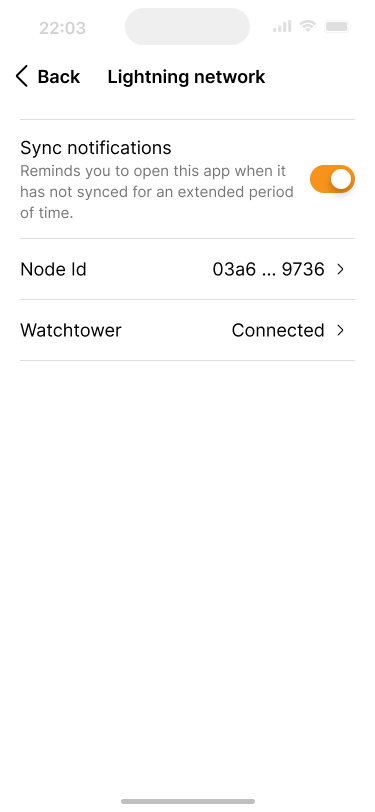 22:03
Back Lightning network
Sync notifications
Reminds you to open this app when it
has not synced for an extended period
of time.
Node Id 03a6 ... 9736
Watchtower Connected